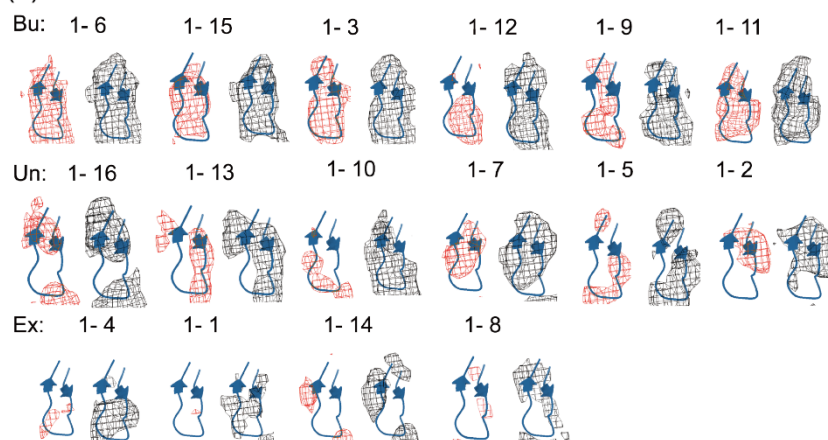 Bu: 1- 6 1- 15 1- 3 1- 12 1- 9 1- 11
Un: 1- 16 1- 13 1- 10 1- 7 1- 5 1- 2
Ex: 1- 4 1- 1 1- 14 1- 8